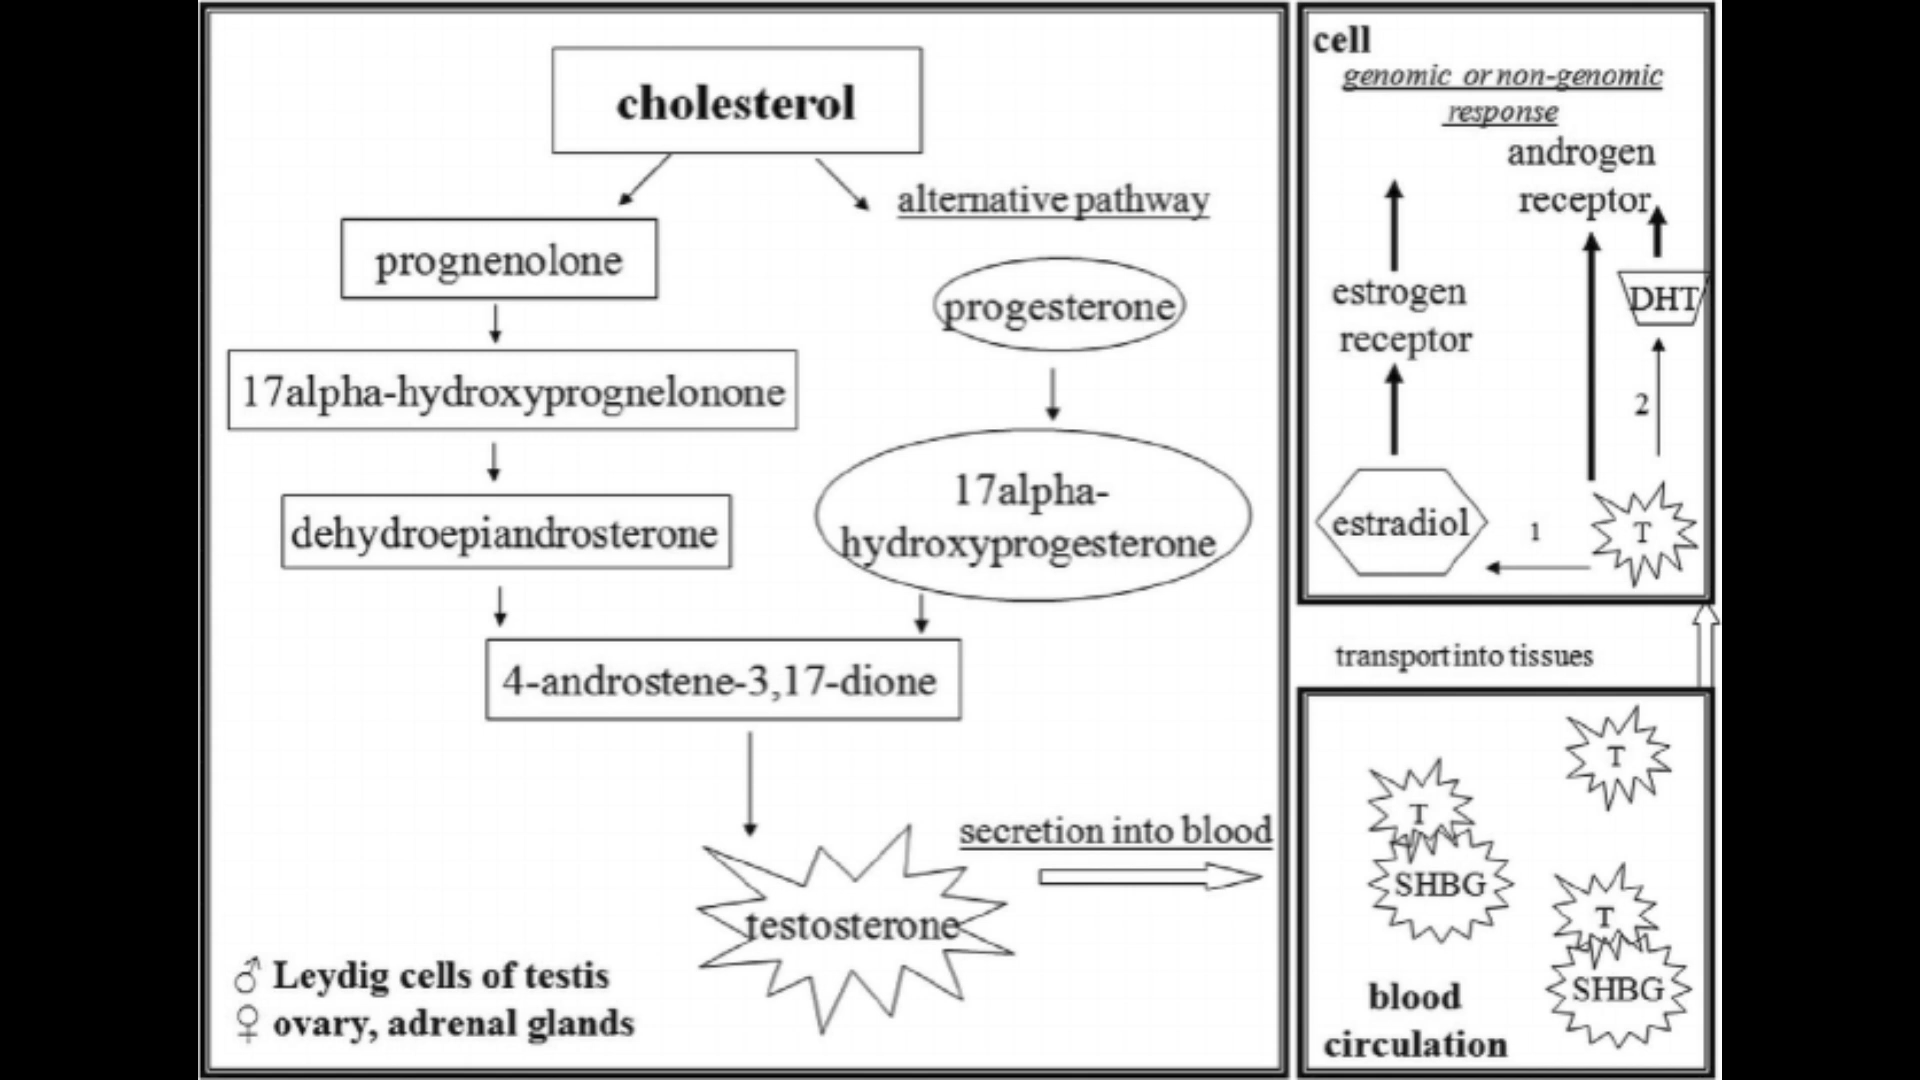 cholesterol
alternative pathway
prognenolone
progesterone
17alpha-hydroxyprognelonone
17alpha-
hydroxyprogesterone
dehydroepiandrosterone
4-androstene-3,17-dione
testosterone
secretion into blood
♂ Leydig cells of testis
♀ ovary, adrenal glands
cell
genomic or non-genomic
response
androgen
receptor
estrogen
receptor
DHT
2
estradiol
1
T
transport into tissues
T
T
SHBG
T
SHBG
blood
circulation